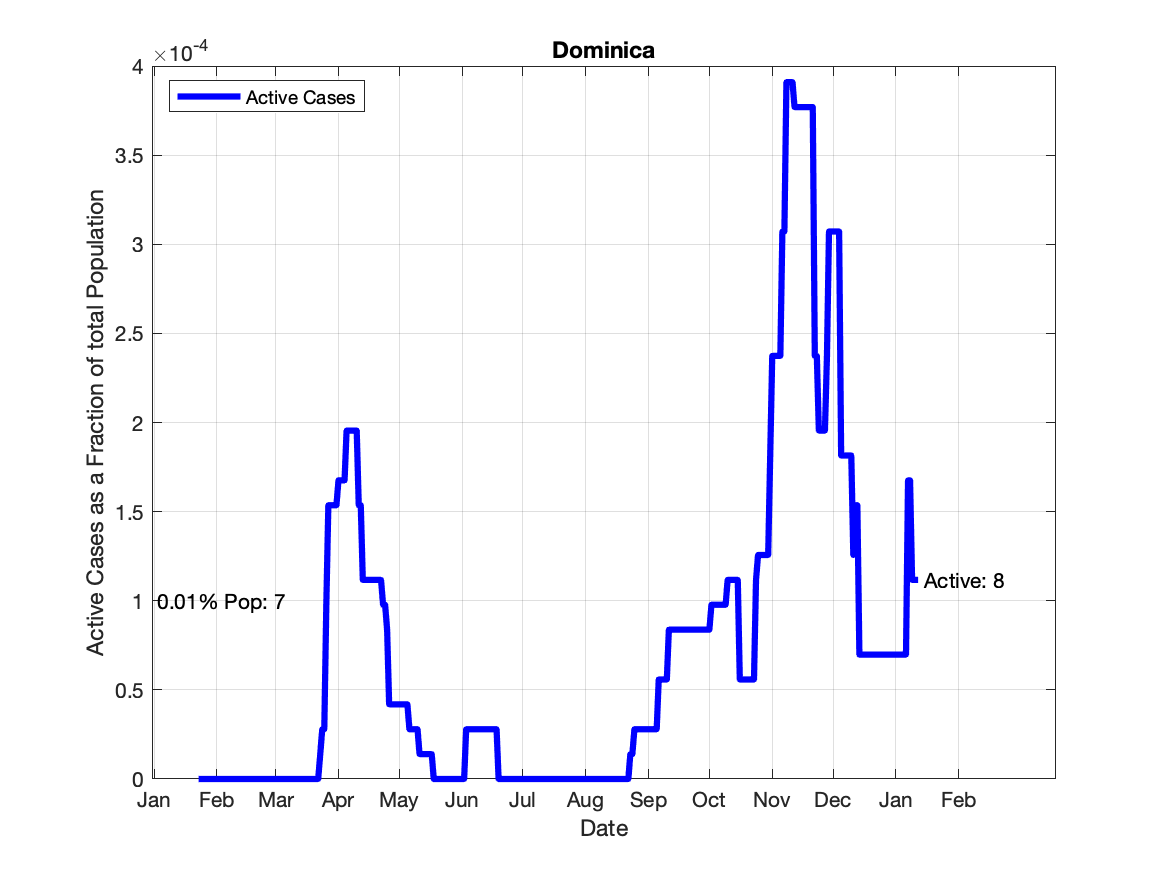 Dominica
×10-4
Active Cases
4
3.5
3
2.5
2
1.5
1
0.5
0
0.01% Pop: 7
Active: 8
Active Cases as a Fraction of total Population
Jan Feb Mar Apr May Jun Jul Aug Sep Oct Nov Dec Jan Feb
Date